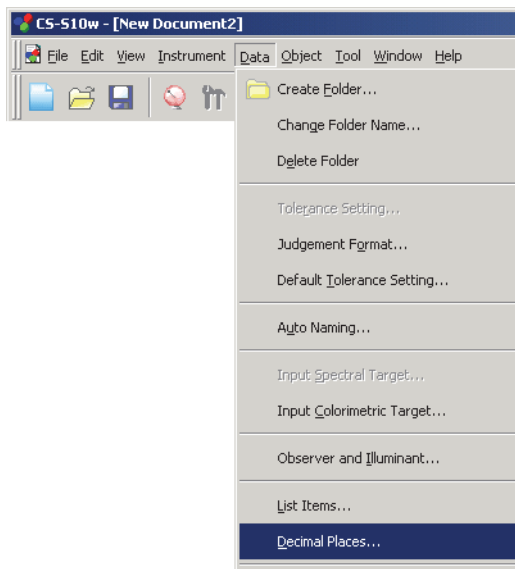 CS-S10w - [New Document2]
File Edit View Instrument Data Object Tool Window Help
Create Folder...
Change Folder Name...
Delete Folder
Tolerance Setting...
Judgement Format...
Default Tolerance Setting...
Auto Naming...
Input Spectral Target...
Input Colorimetric Target...
Observer and Illuminant...
List Items...
Decimal Places...